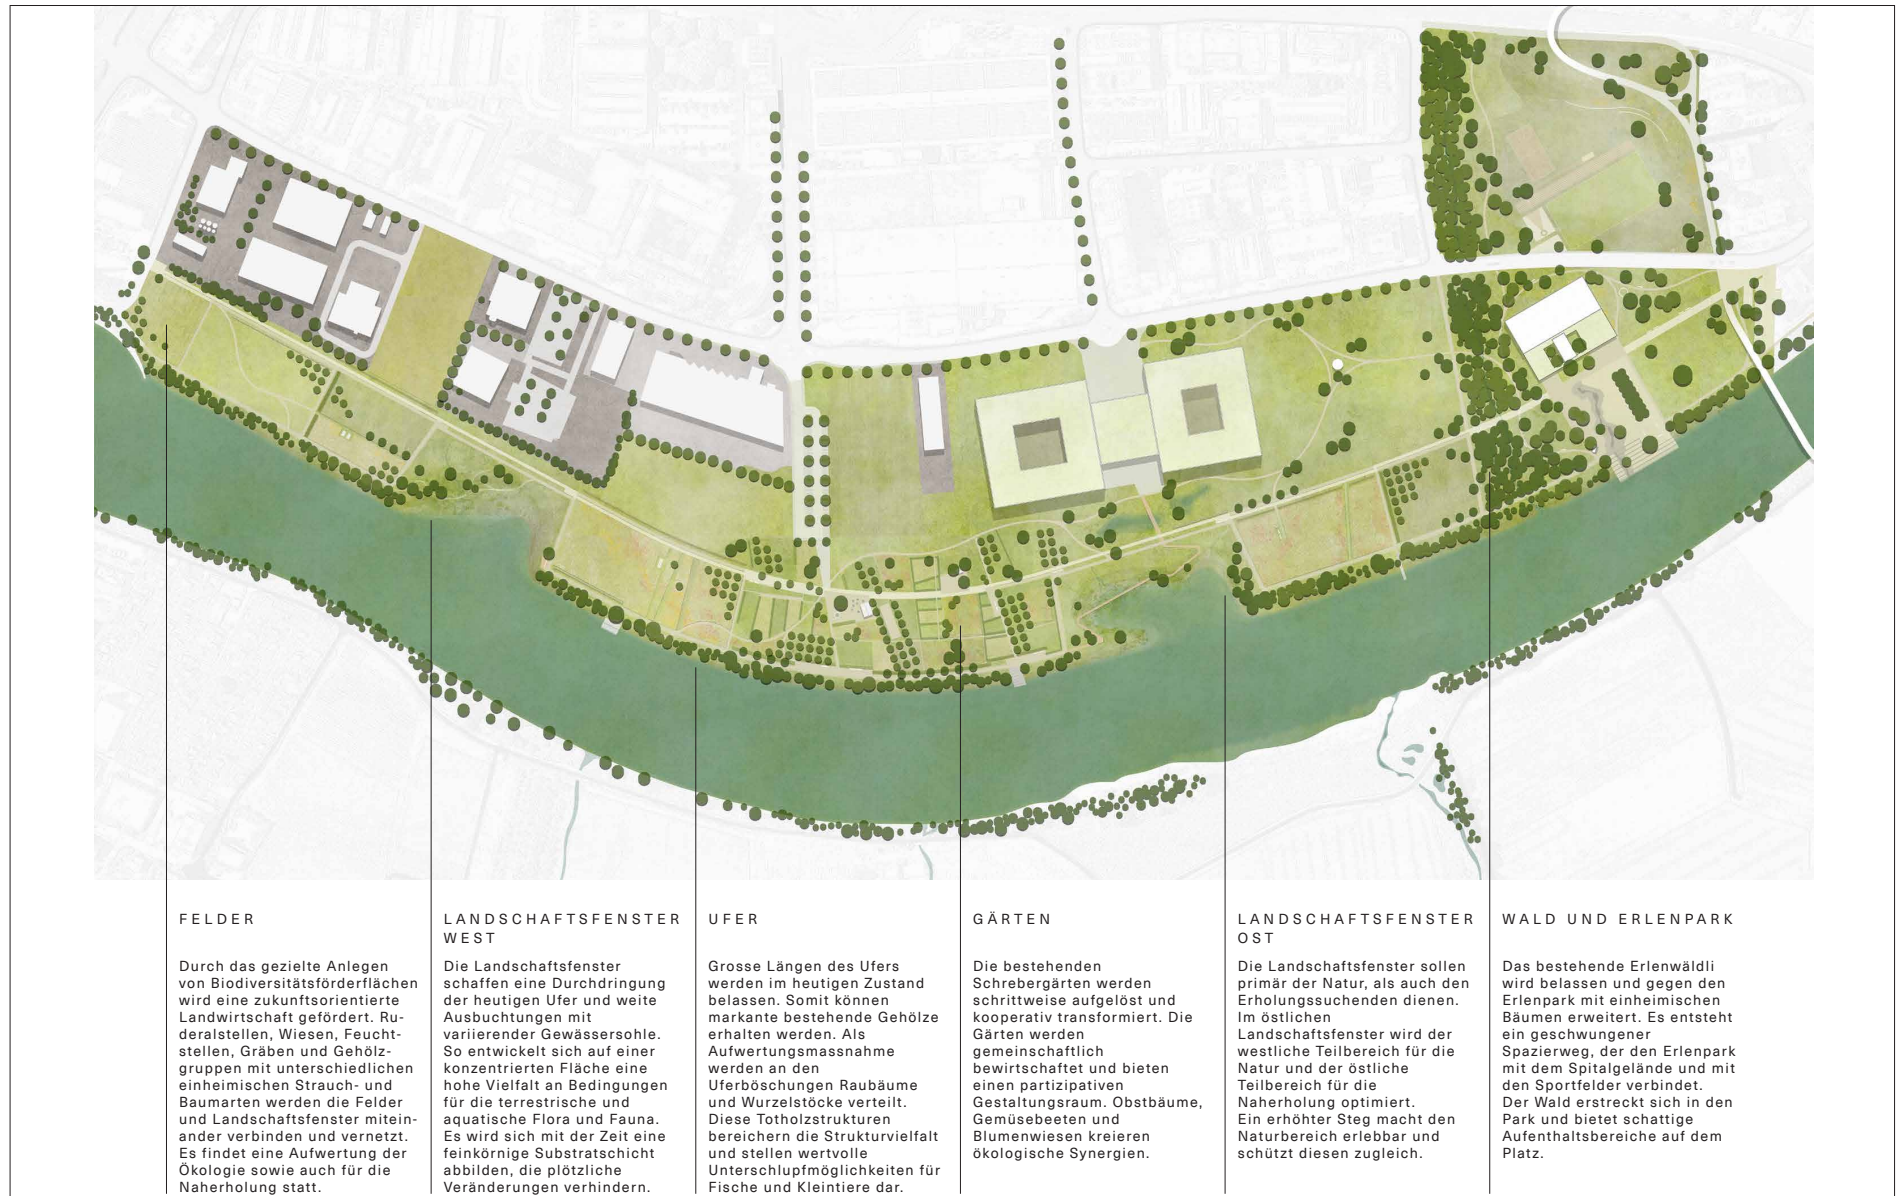 FELDER
Durch das gezielte Anlegen
von Biodiversitätsförderflächen
wird eine zukunftsorientierte
Landwirtschaft gefördert. Ru-
deralstellen, Wiesen, Feucht-
stellen, Gräben und Gehölz-
gruppen mit unterschiedlichen
einheimischen Strauch- und
Baumarten werden die Felder
und Landschaftsfenster mitein-
ander verbinden und vernetzt.
Es findet eine Aufwertung der
Ökologie sowie auch für die
Naherholung statt.
LANDSCHAFTSFENSTER
WEST
Die Landschaftsfenster
schaffen eine Durchdringung
der heutigen Ufer und weite
Ausbuchtungen mit
variierender Gewässersohle.
So entwickelt sich auf einer
konzentrierten Fläche eine
hohe Vielfalt an Bedingungen
für die terrestrische und
aquatische Flora und Fauna.
Es wird sich mit der Zeit eine
feinkörnige Substratschicht
abbilden, die plötzliche
Veränderungen verhindern.
UFER
Grosse Längen des Ufers
werden im heutigen Zustand
belassen. Somit können
markante bestehende Gehölze
erhalten werden. Als
Aufwertungsmassnahme
werden an den
Uferböschungen Raubäume
und Wurzelstöcke verteilt.
Diese Totholzstrukturen
bereichern die Strukturvielfalt
und stellen wertvolle
Unterschlupfmöglichkeiten für
Fische und Kleintiere dar.
GÄRTEN
Die bestehenden
Schrebergärten werden
schrittweise aufgelöst und
kooperativ transformiert. Die
Gärten werden
gemeinschaftlich
bewirtschaftet und bieten
einen partizipativen
Gestaltungsraum. Obstbäume,
Gemüsebeeten und
Blumenwiesen kreieren
ökologische Synergien.
LANDSCHAFTSFENSTER
OST
Die Landschaftsfenster sollen
primär der Natur, als auch den
Erholungssuchenden dienen.
Im östlichen
Landschaftsfenster wird der
westliche Teilbereich für die
Natur und der östliche
Teilbereich für die
Naherholung optimiert.
Ein erhöhter Steg macht den
Naturbereich erlebbar und
schützt diesen zugleich.
WALD UND ERLENPARK
Das bestehende Erlenwäldli
wird belassen und gegen den
Erlenpark mit einheimischen
Bäumen erweitert. Es entsteht
ein geschwungener
Spazierweg, der den Erlenpark
mit dem Spitalgelände und mit
den Sportfelder verbindet.
Der Wald erstreckt sich in den
Park und bietet schattige
Aufenthaltsbereiche auf dem
Platz.